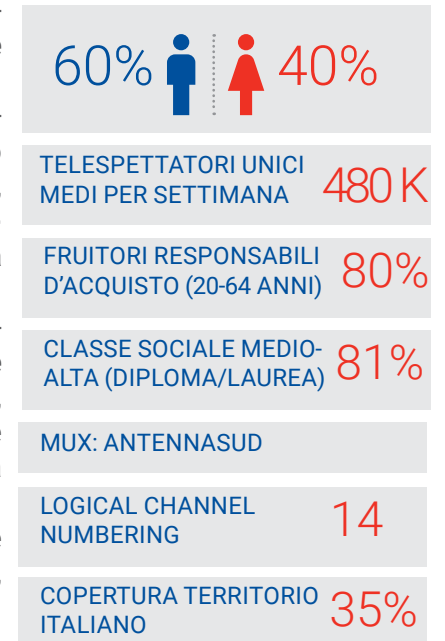 60% 40%
TELESPETTATORI UNICI
MEDI PER SETTIMANA 480 K
FRUITORI RESPONSABILI
D'ACQUISTO (20-64 ANNI) 80%
CLASSE SOCIALE MEDIO-
ALTA (DIPLOMA/LAUREA) 81%
MUX: ANTENNASUD
LOGICAL CHANNEL
NUMBERING 14
COPERTURA TERRITORIO
ITALIANO 35%